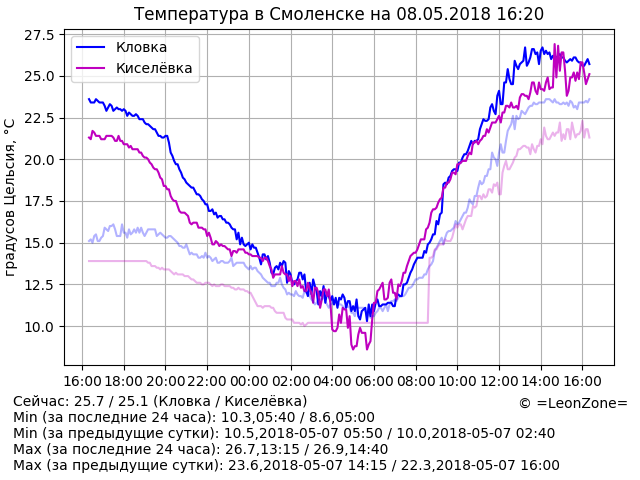 Температура в Смоленске на 08.05.2018 16:20
градусов Цельсия, °C
27.5
25.0
22.5
20.0
17.5
15.0
12.5
10.0
Кловка
Киселёвка
16:00 18:00 20:00 22:00 00:00 02:00 04:00 06:00 08:00 10:00 12:00 14:00 16:00
Сейчас: 25.7 / 25.1 (Кловка / Киселёвка)
© =LeonZone=
Min (за последние 24 часа): 10.3,05:40 / 8.6,05:00
Min (за предыдущие сутки): 10.5,2018-05-07 05:50 / 10.0,2018-05-07 02:40
Max (за последние 24 часа): 26.7,13:15 / 26.9,14:40
Max (за предыдущие сутки): 23.6,2018-05-07 14:15 / 22.3,2018-05-07 16:00